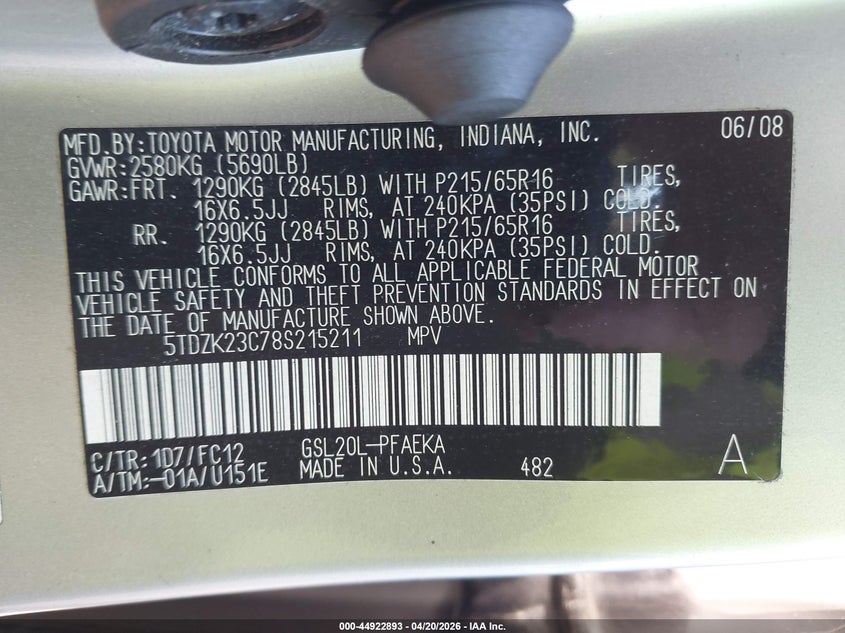 MFD.BY:TOYOTA MOTOR MANUFACTURING, INDIANA, INC. 06/08
GVWR:2580KG (5690LB)
GAWR:FRT. 1290KG (2845LB) WITH P215/65R16 TIRES,
16X6.5JJ RIMS, AT 240KPA (35PSI) COLD.
RR. 1290KG (2845LB) WITH P215/65R16 TIRES,
16X6.5JJ RIMS, AT 240KPA (35PSI) COLD.
THIS VEHICLE CONFORMS TO ALL APPLICABLE FEDERAL MOTOR
VEHICLE SAFETY AND THEFT PREVENTION STANDARDS IN EFFECT ON
THE DATE OF MANUFACTURE SHOWN ABOVE.
5TDZK23C78S215211 MPV
C/TR:1D7/FC12 GSL20L-PFAEKA
A/TM:-01A/U151E MADE IN U.S.A. 482 A
000-44922893 - 04/20/2026 - IAA Inc.